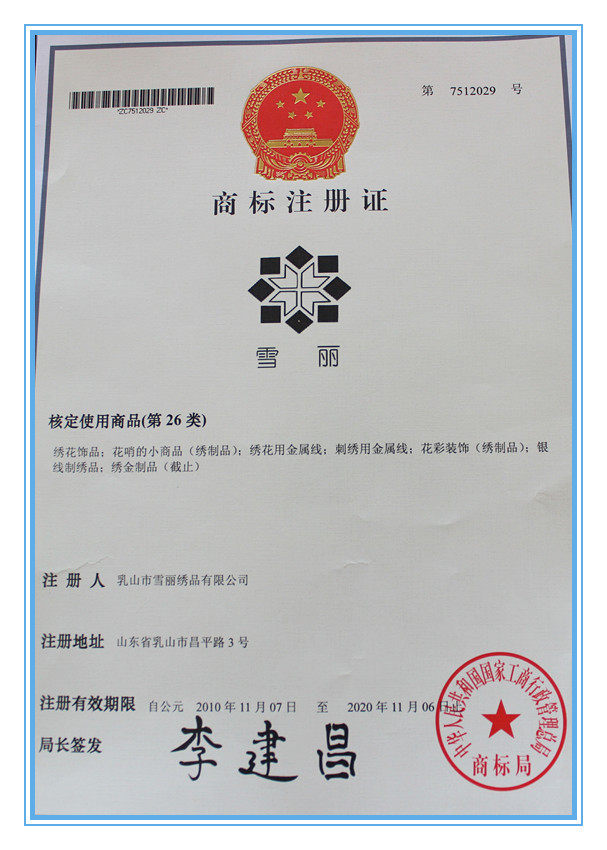 第 7512029 号
*ZC7512029 ZC*
商标注册证
雪 丽
核定使用商品(第 26 类)
绣花饰品；花哨的小商品（绣制品）；绣花用金属线；刺绣用金属线；花彩装饰（绣制品）；银
线制绣品；绣金制品（截止）
注 册 人 乳山市雪丽绣品有限公司
注册地址 山东省乳山市昌平路 3 号
注册有效期限 自公元 2010 年 11 月 07 日 至 2020 年 11 月 06 日止
局长签发 李建昌
中华人民共和国国家工商行政管理总局
商标局